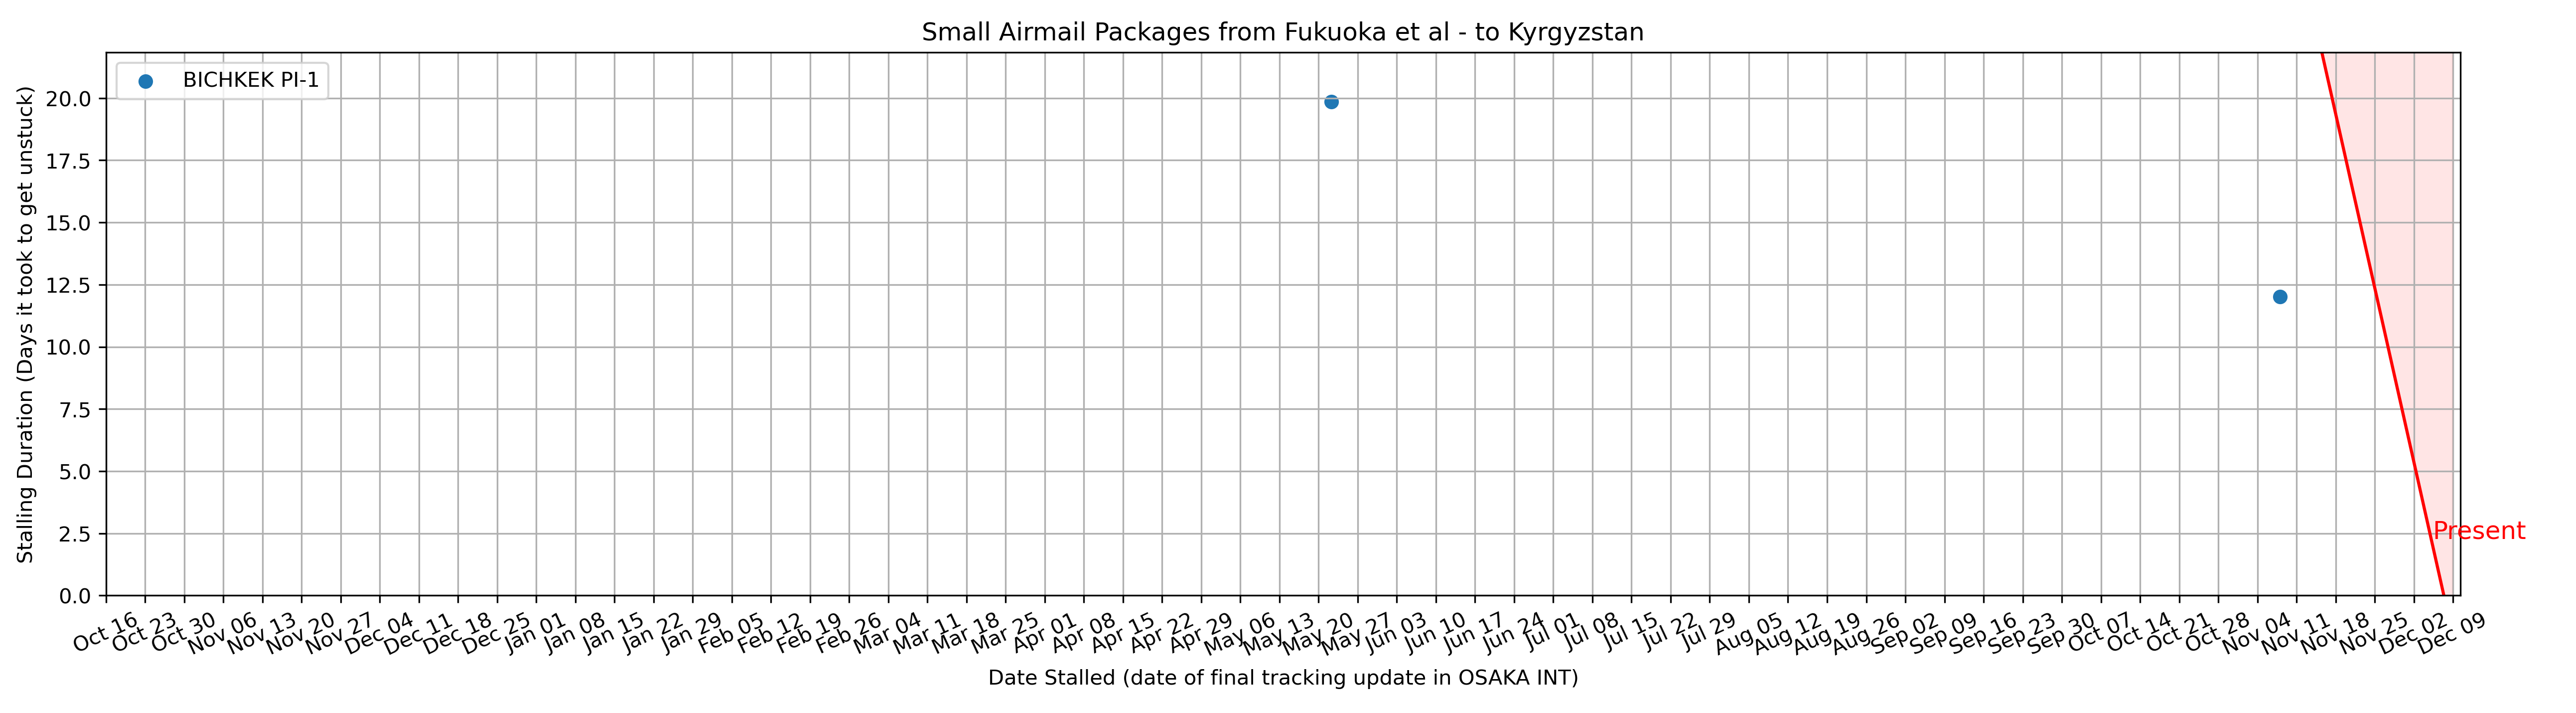 Small Airmail Packages from Fukuoka et al - to Kyrgyzstan
BICHKEK PI-1
Stalling Duration (Days it took to get unstuck)
20.0
17.5
15.0
12.5
10.0
7.5
5.0
2.5
0.0
Present
Oct 16 Oct 23 Oct 30 Nov 06 Nov 13 Nov 20 Nov 27 Dec 04 Dec 11 Dec 18 Dec 25 Jan 01 Jan 08 Jan 15 Jan 22 Jan 29 Feb 05 Feb 12 Feb 19 Feb 26 Mar 04 Mar 11 Mar 18 Mar 25 Apr 01 Apr 08 Apr 15 Apr 22 Apr 29 May 06 May 13 May 20 May 27 Jun 03 Jun 10 Jun 17 Jun 24 Jul 01 Jul 08 Jul 15 Jul 22 Jul 29 Aug 05 Aug 12 Aug 19 Aug 26 Sep 02 Sep 09 Sep 16 Sep 23 Sep 30 Oct 07 Oct 14 Oct 21 Oct 28 Nov 04 Nov 11 Nov 18 Nov 25 Dec 02 Dec 09
Date Stalled (date of final tracking update in OSAKA INT)